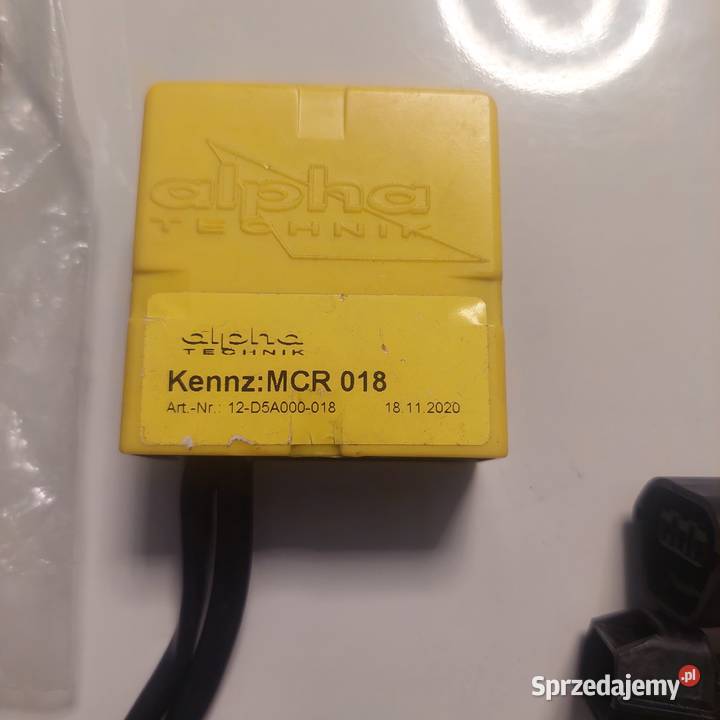 alpha
TECHNIK
alpha
TECHNIK
Kennz:MCR 018
Art.-Nr.: 12-D5A000-018 18.11.2020
Sprzedajemy.pl